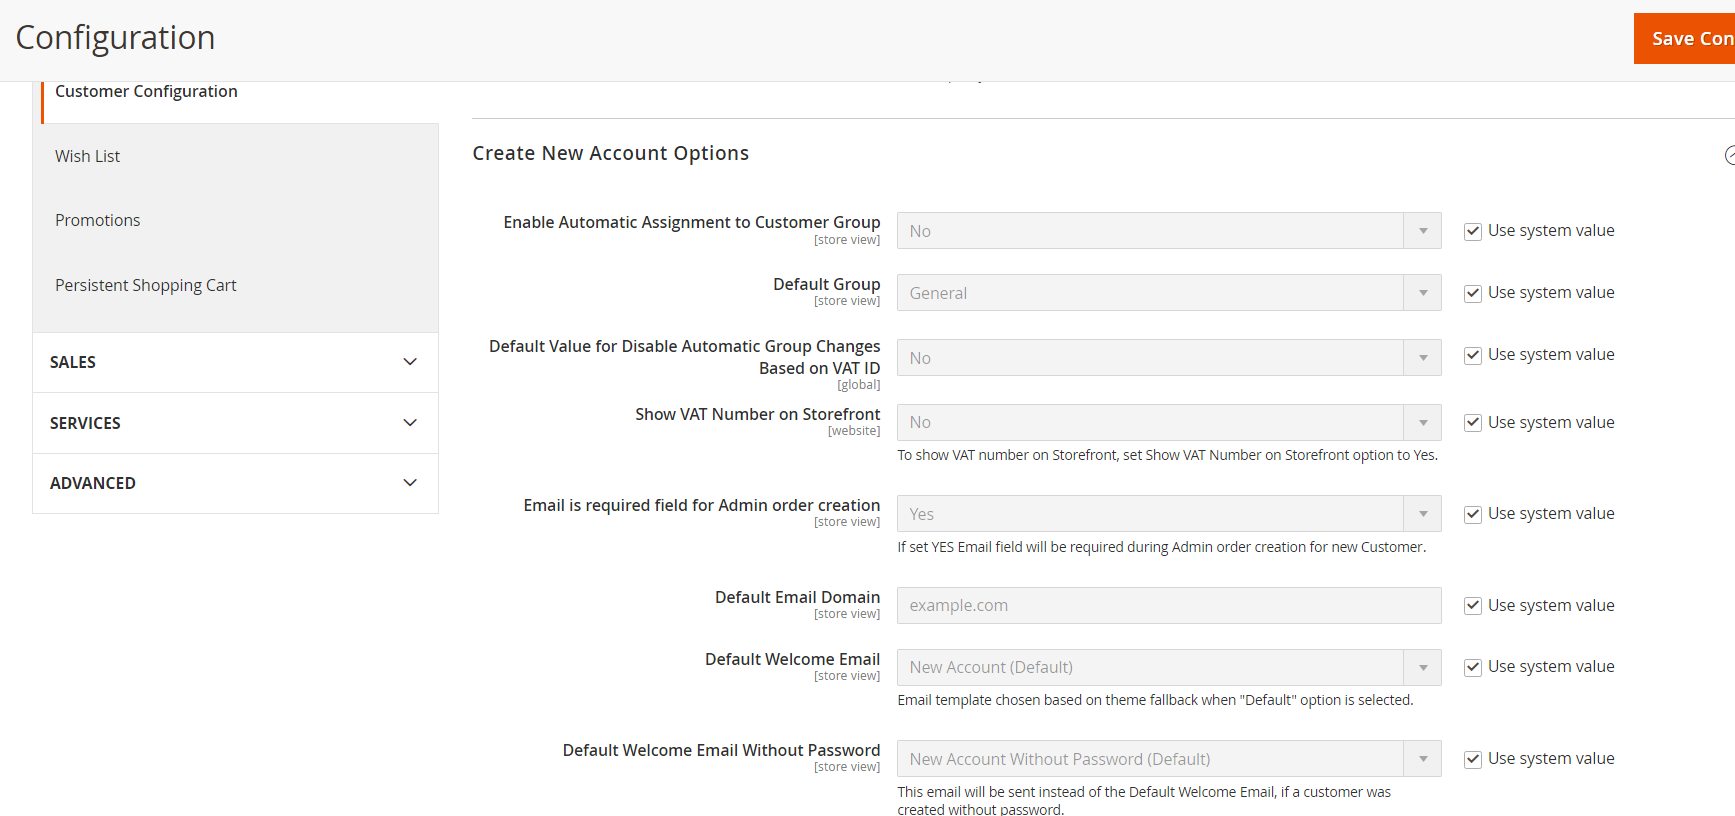 Configuration
Save Con
Customer Configuration
Wish List
Promotions
Persistent Shopping Cart
SALES
SERVICES
ADVANCED
Create New Account Options
Enable Automatic Assignment to Customer Group
[store view]
No
Use system value
Default Group
[store view]
General
Use system value
Default Value for Disable Automatic Group Changes
Based on VAT ID
[global]
No
Use system value
Show VAT Number on Storefront
[website]
No
Use system value
To show VAT number on Storefront, set Show VAT Number on Storefront option to Yes.
Email is required field for Admin order creation
[store view]
Yes
Use system value
If set YES Email field will be required during Admin order creation for new Customer.
Default Email Domain
[store view]
example.com
Use system value
Default Welcome Email
[store view]
New Account (Default)
Use system value
Email template chosen based on theme fallback when "Default" option is selected.
Default Welcome Email Without Password
[store view]
New Account Without Password (Default)
Use system value
This email will be sent instead of the Default Welcome Email, if a customer was
created without password.